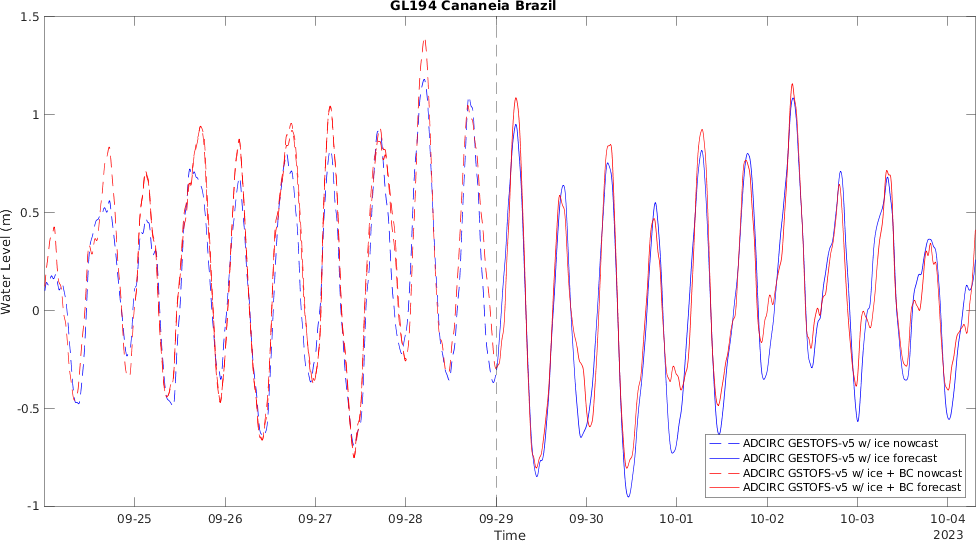 GL194 Cananeia Brazil
1.5
1
0.5
0
-0.5
-1
Water Level (m)
09-25
09-26
09-27
09-28
09-29
09-30
10-01
10-02
10-03
10-04
Time
2023
ADCIRC GESTOFS-v5 w/ ice nowcast
ADCIRC GESTOFS-v5 w/ ice forecast
ADCIRC GSTOFS-v5 w/ ice + BC nowcast
ADCIRC GSTOFS-v5 w/ ice + BC forecast